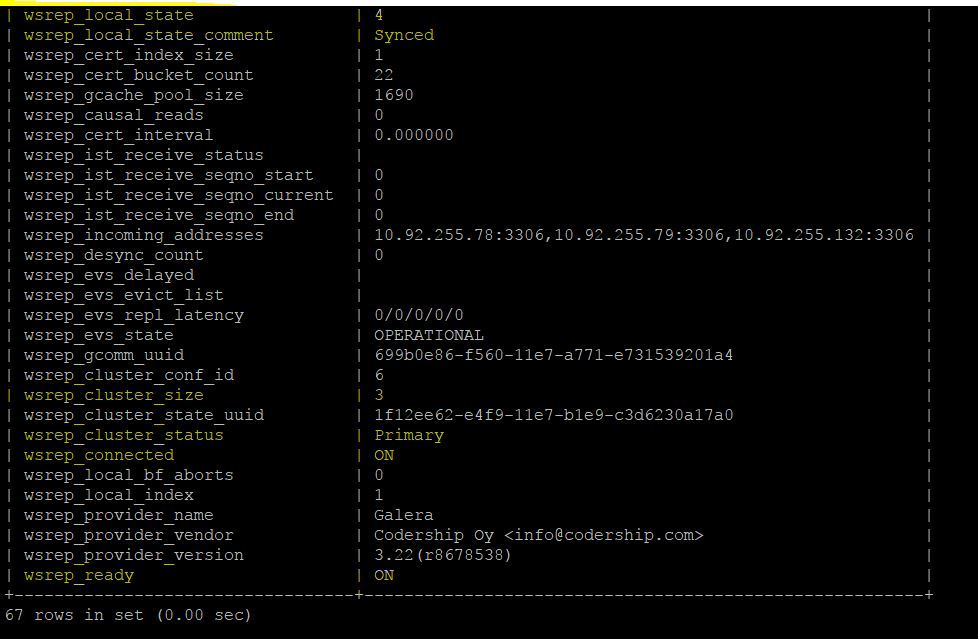 | wsrep_local_state | 4 |
| wsrep_local_state_comment | Synced |
| wsrep_cert_index_size | 1 |
| wsrep_cert_bucket_count | 22 |
| wsrep_gcache_pool_size | 1690 |
| wsrep_causal_reads | 0 |
| wsrep_cert_interval | 0.000000 |
| wsrep_ist_receive_status | |
| wsrep_ist_receive_seqno_start | 0 |
| wsrep_ist_receive_seqno_current | 0 |
| wsrep_ist_receive_seqno_end | 0 |
| wsrep_incoming_addresses | 10.92.255.78:3306,10.92.255.79:3306,10.92.255.132:3306 |
| wsrep_desync_count | 0 |
| wsrep_evs_delayed | |
| wsrep_evs_evict_list | |
| wsrep_evs_repl_latency | 0/0/0/0/0 |
| wsrep_evs_state | OPERATIONAL |
| wsrep_gcomm_uuid | 699b0e86-f560-11e7-a771-e731539201a4 |
| wsrep_cluster_conf_id | 6 |
| wsrep_cluster_size | 3 |
| wsrep_cluster_state_uuid | 1f12ee62-e4f9-11e7-b1e9-c3d6230a17a0 |
| wsrep_cluster_status | Primary |
| wsrep_connected | ON |
| wsrep_local_bf_aborts | 0 |
| wsrep_local_index | 1 |
| wsrep_provider_name | Galera |
| wsrep_provider_vendor | Codership Oy <info@codership.com> |
| wsrep_provider_version | 3.22(r8678538) |
| wsrep_ready | ON |
+----------------------------------+--------------------------------------------------------+
67 rows in set (0.00 sec)